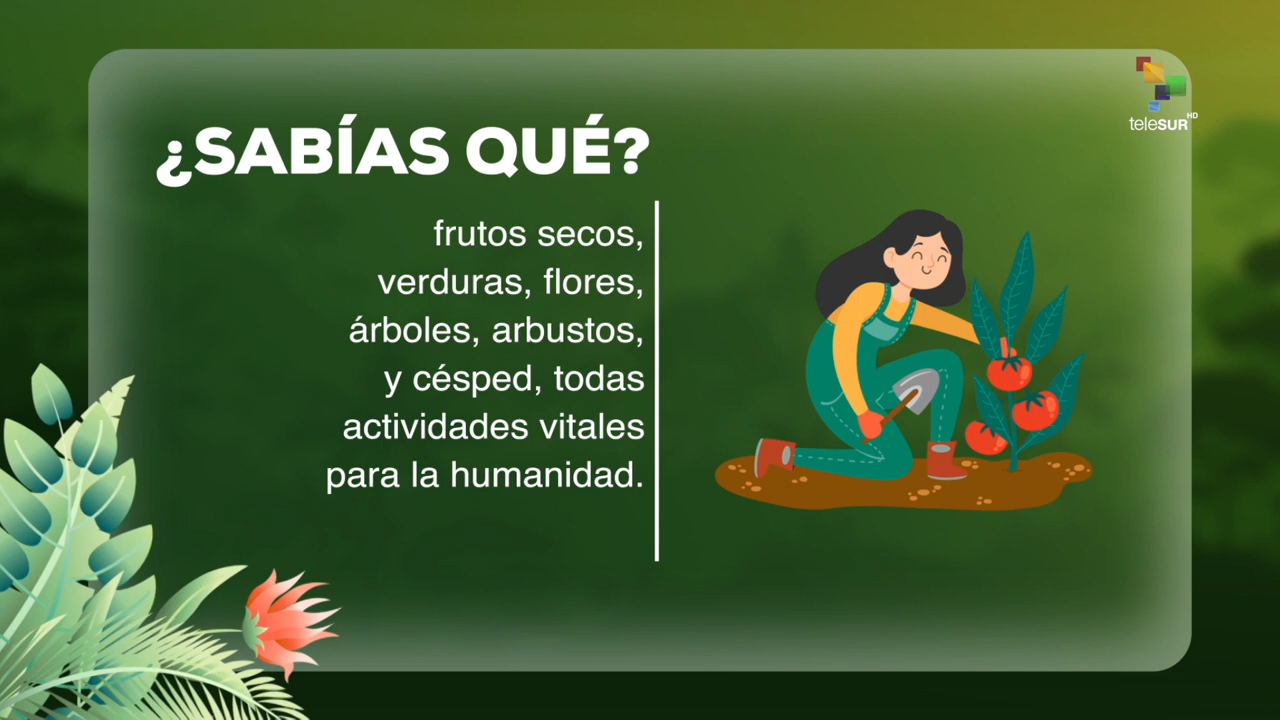 teleSUR HD
¿SABÍAS QUÉ?
frutos secos,
verduras, flores,
árboles, arbustos,
y césped, todas
actividades vitales
para la humanidad.